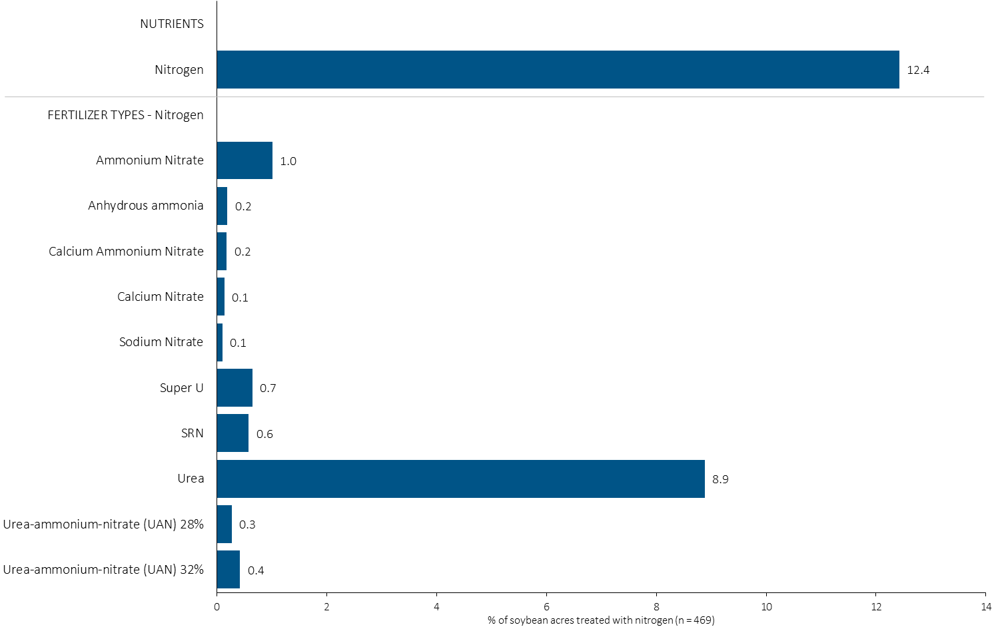 NUTRIENTS
Nitrogen 12.4
FERTILIZER TYPES - Nitrogen
Ammonium Nitrate 1.0
Anhydrous ammonia 0.2
Calcium Ammonium Nitrate 0.2
Calcium Nitrate 0.1
Sodium Nitrate 0.1
Super U 0.7
SRN 0.6
Urea 8.9
Urea-ammonium-nitrate (UAN) 28% 0.3
Urea-ammonium-nitrate (UAN) 32% 0.4
0 2 4 6 8 10 12 14
% of soybean acres treated with nitrogen (n = 469)